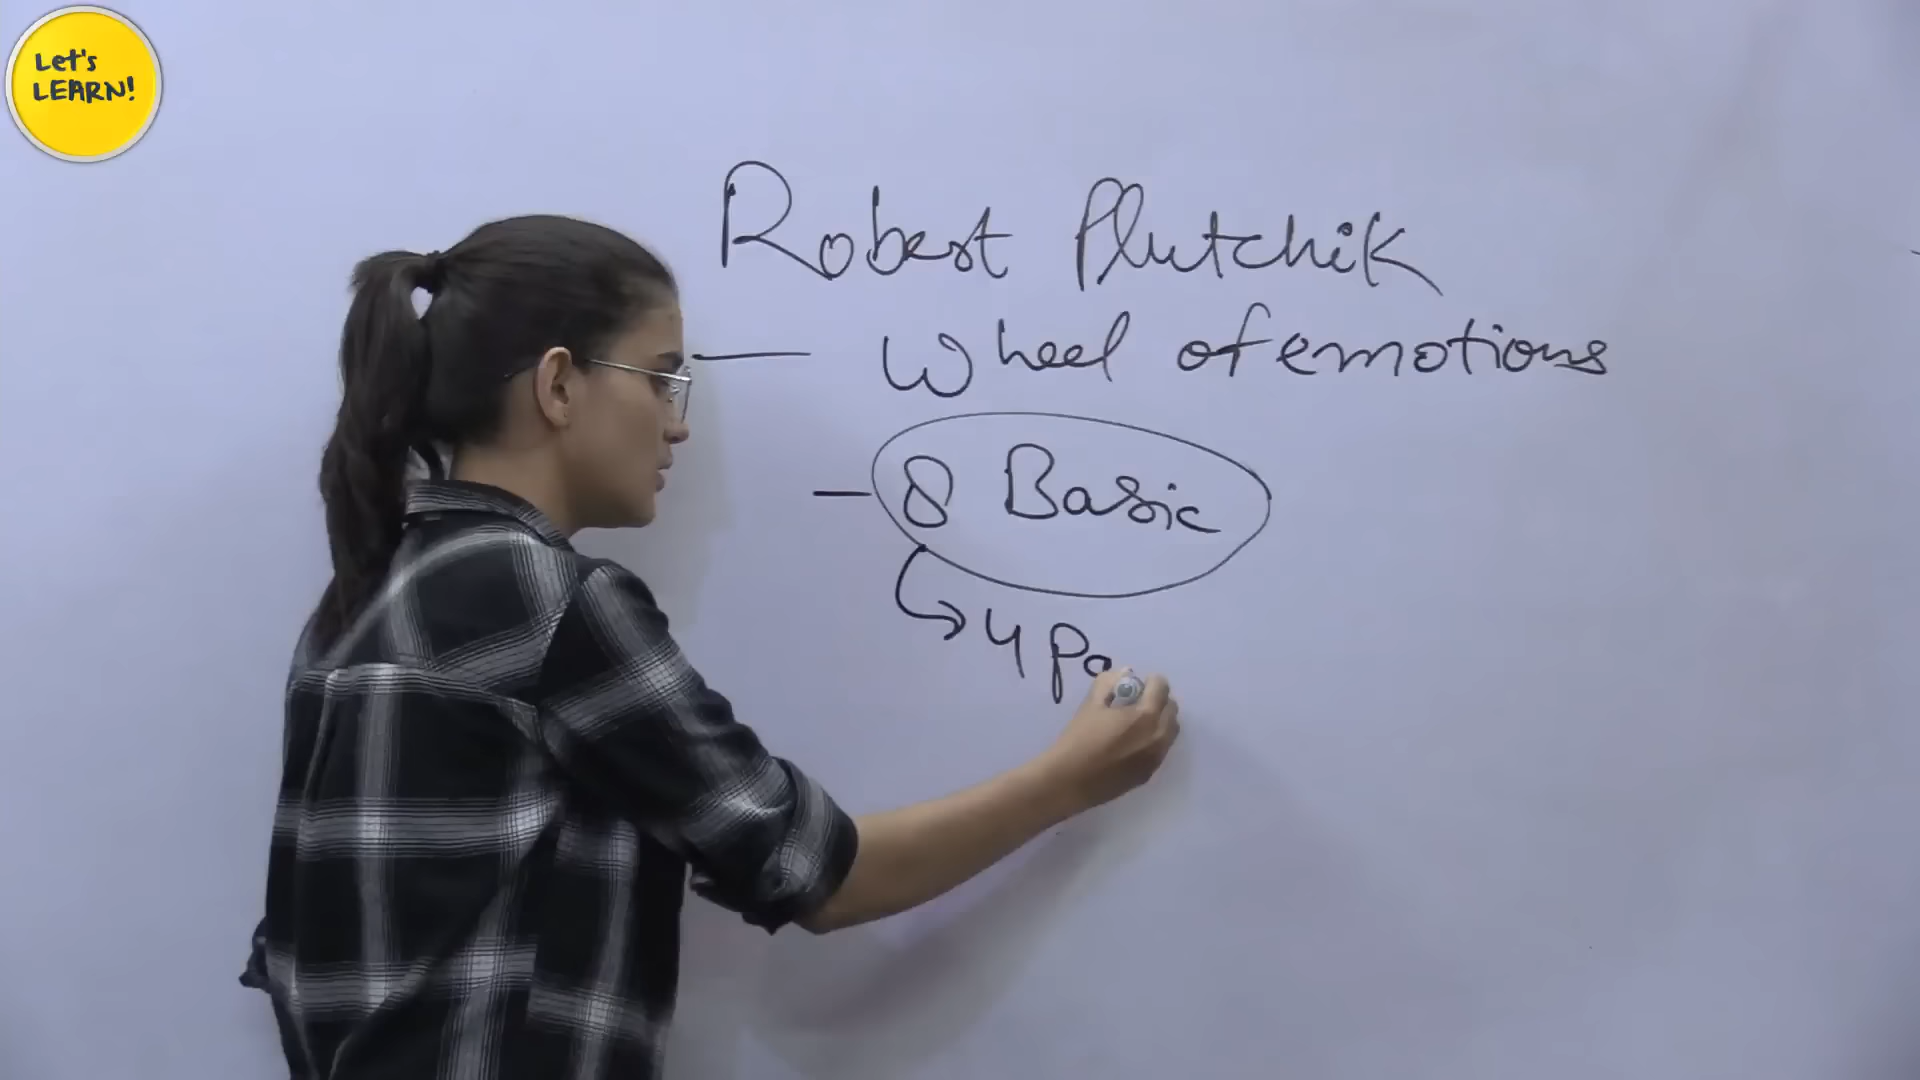 Let's
LEARN!
Robert Plutchik
— Wheel of emotions
— 8 Basic
↳ 4 Pa